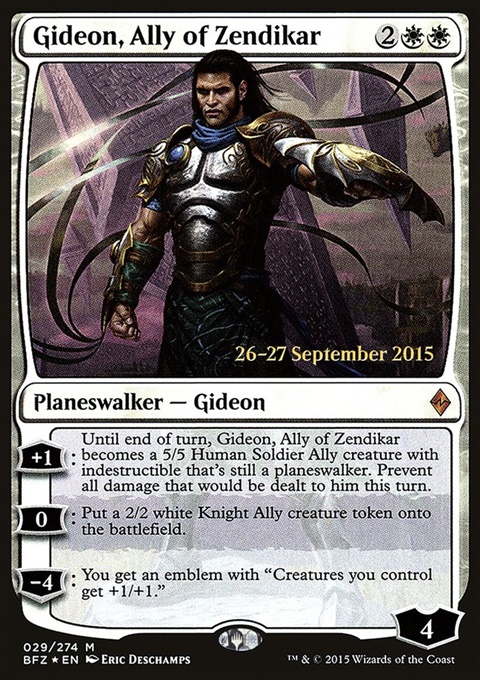 Gideon, Ally of Zendikar 2
26–27 September 2015
Planeswalker — Gideon
+1 : Until end of turn, Gideon, Ally of Zendikar
becomes a 5/5 Human Soldier Ally creature with
indestructible that's still a planeswalker. Prevent
all damage that would be dealt to him this turn.
0 : Put a 2/2 white Knight Ally creature token onto
the battlefield.
−4 : You get an emblem with “Creatures you control
get +1/+1.”
4
029/274 M
BFZ ★ EN Eric Deschamps
™ & © 2015 Wizards of the Coast